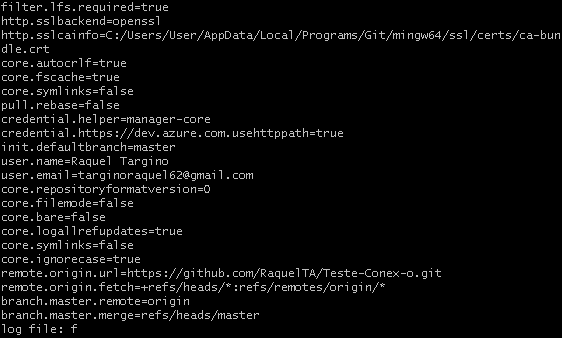 filter.lfs.required=true
http.sslbackend=openssl
http.sslcainfo=C:/Users/User/AppData/Local/Programs/Git/mingw64/ssl/certs/ca-bun
dle.crt
core.autocrlf=true
core.fscache=true
core.symlinks=false
pull.rebase=false
credential.helper=manager-core
credential.https://dev.azure.com.usehttppath=true
init.defaultbranch=master
user.name=Raquel Targino
user.email=targinoraquel62@gmail.com
core.repositoryformatversion=0
core.filemode=false
core.bare=false
core.logallrefupdates=true
core.symlinks=false
core.ignorecase=true
remote.origin.url=https://github.com/RaquelTA/Teste-Conex-o.git
remote.origin.fetch=+refs/heads/*:refs/remotes/origin/*
branch.master.remote=origin
branch.master.merge=refs/heads/master
log file: f